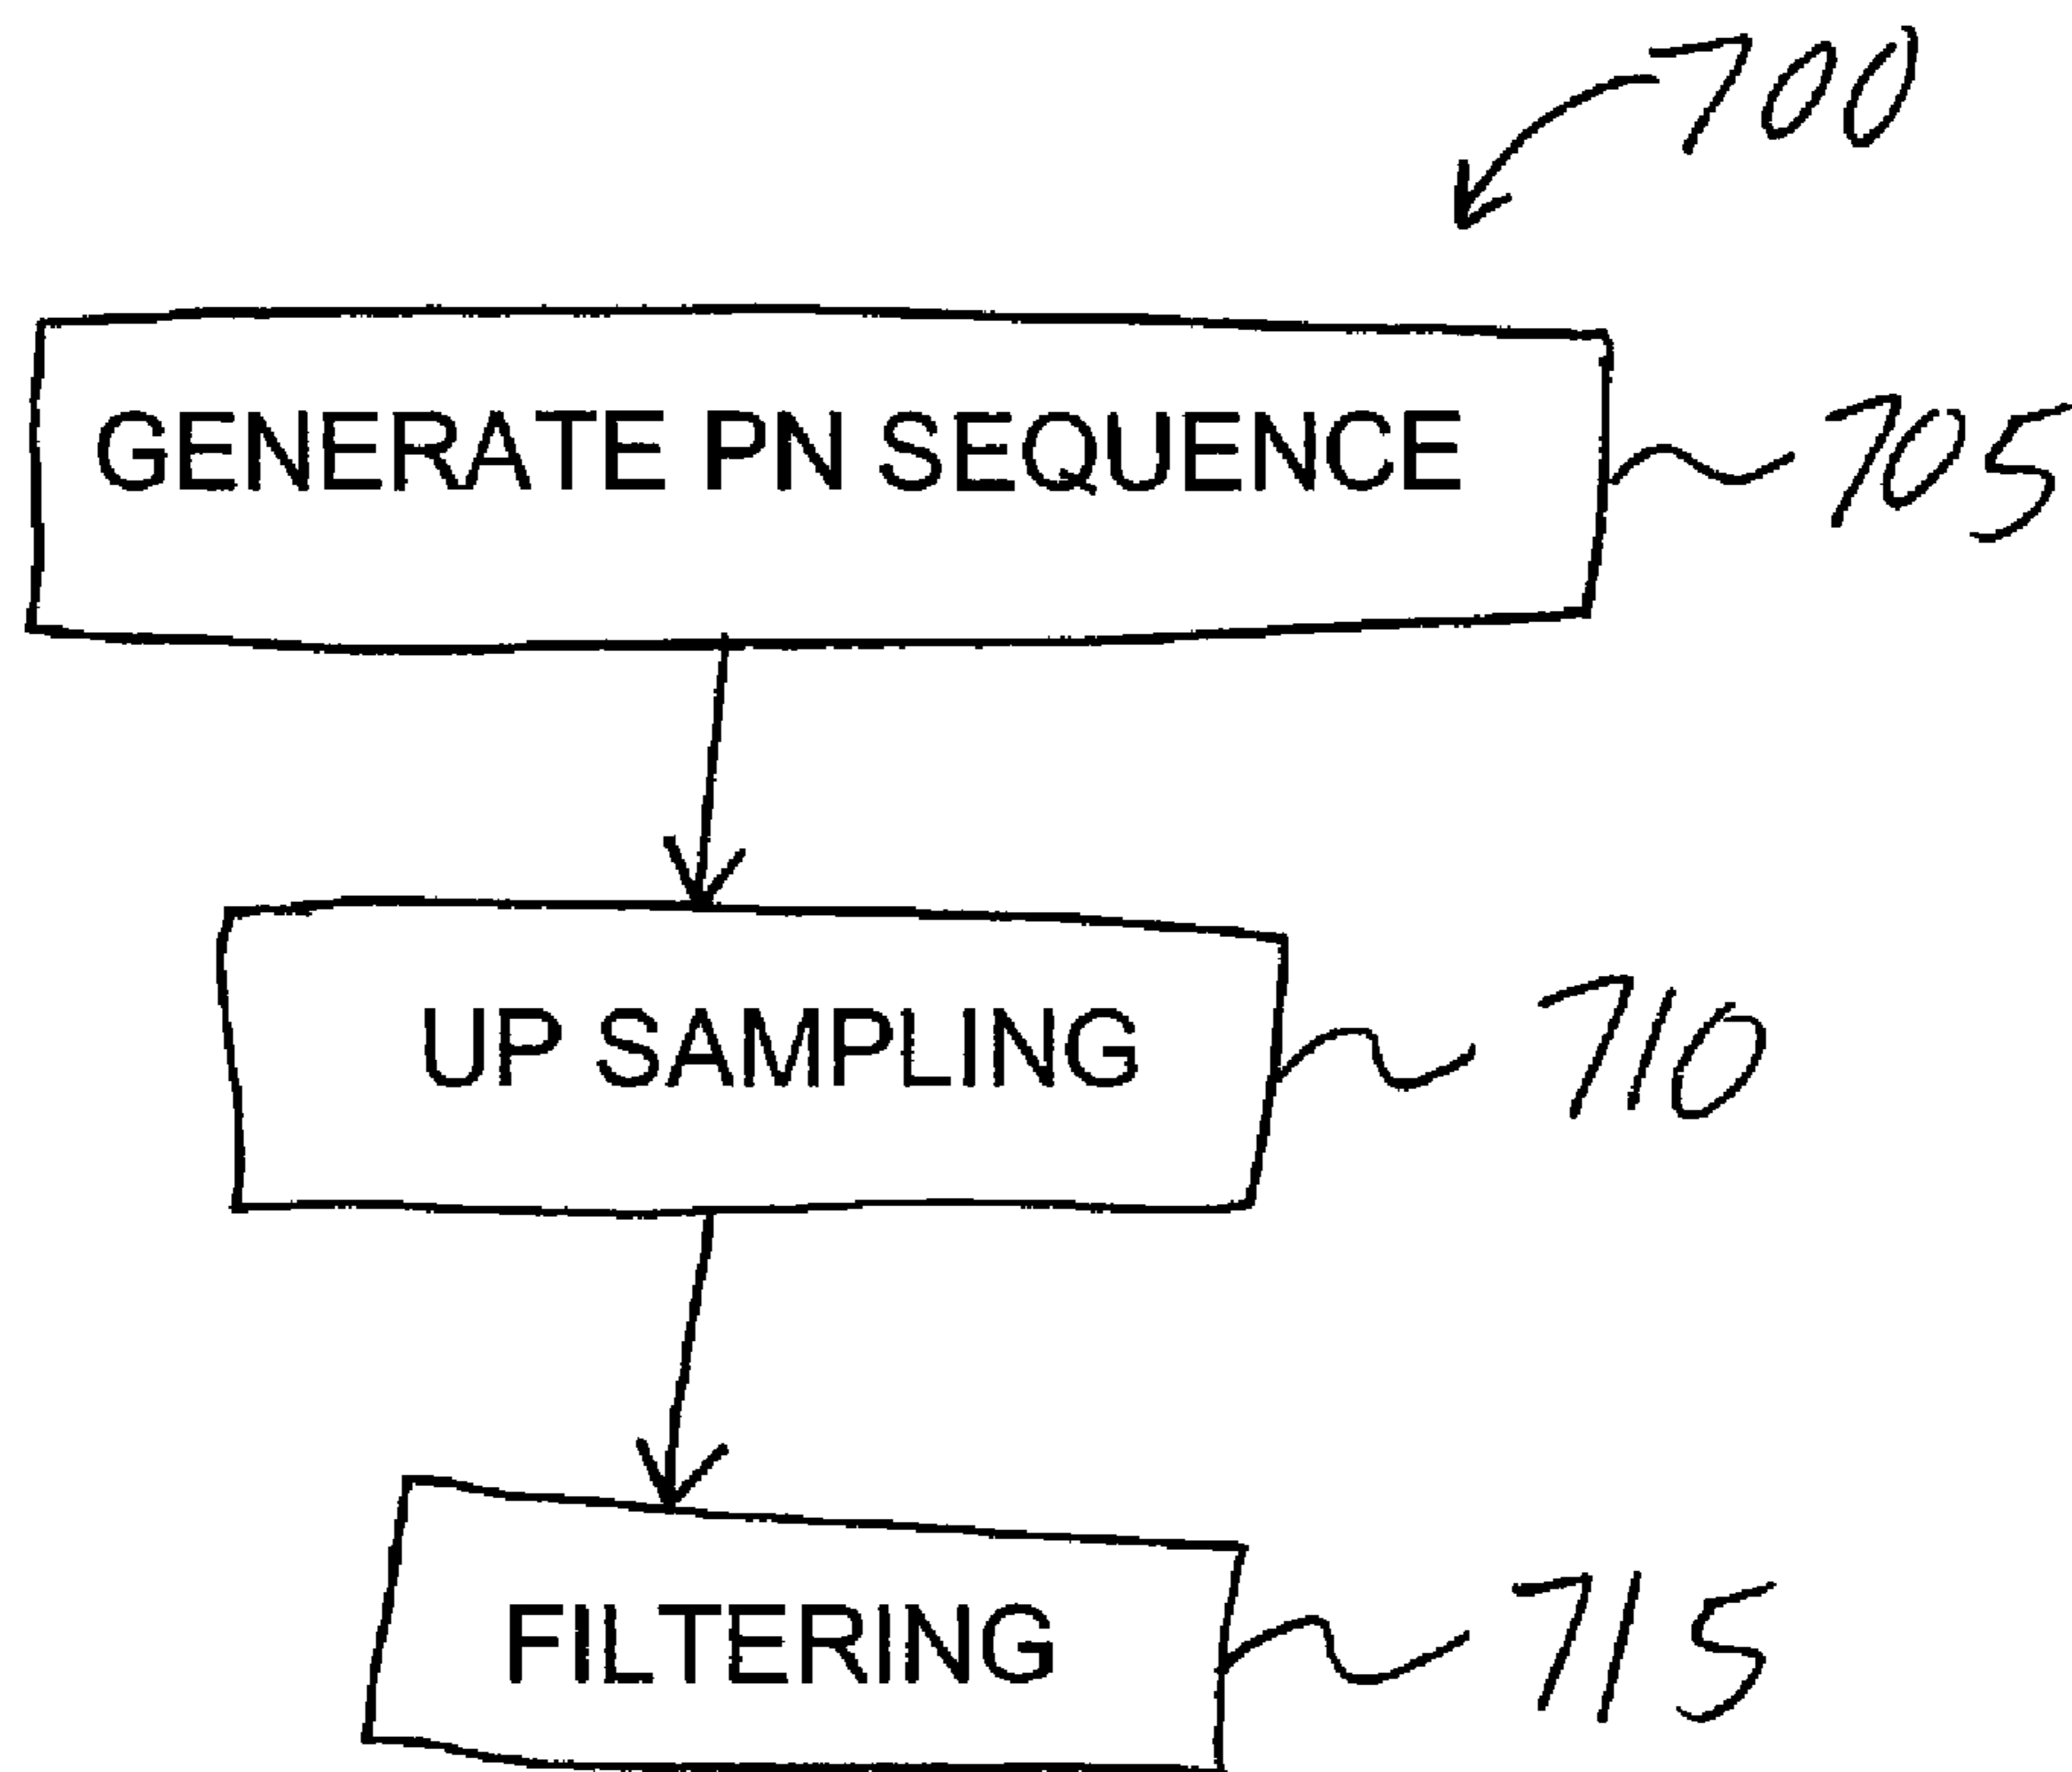 700
GENERATE PN SEQUENCE
705
UP SAMPLING
710
FILTERING
715